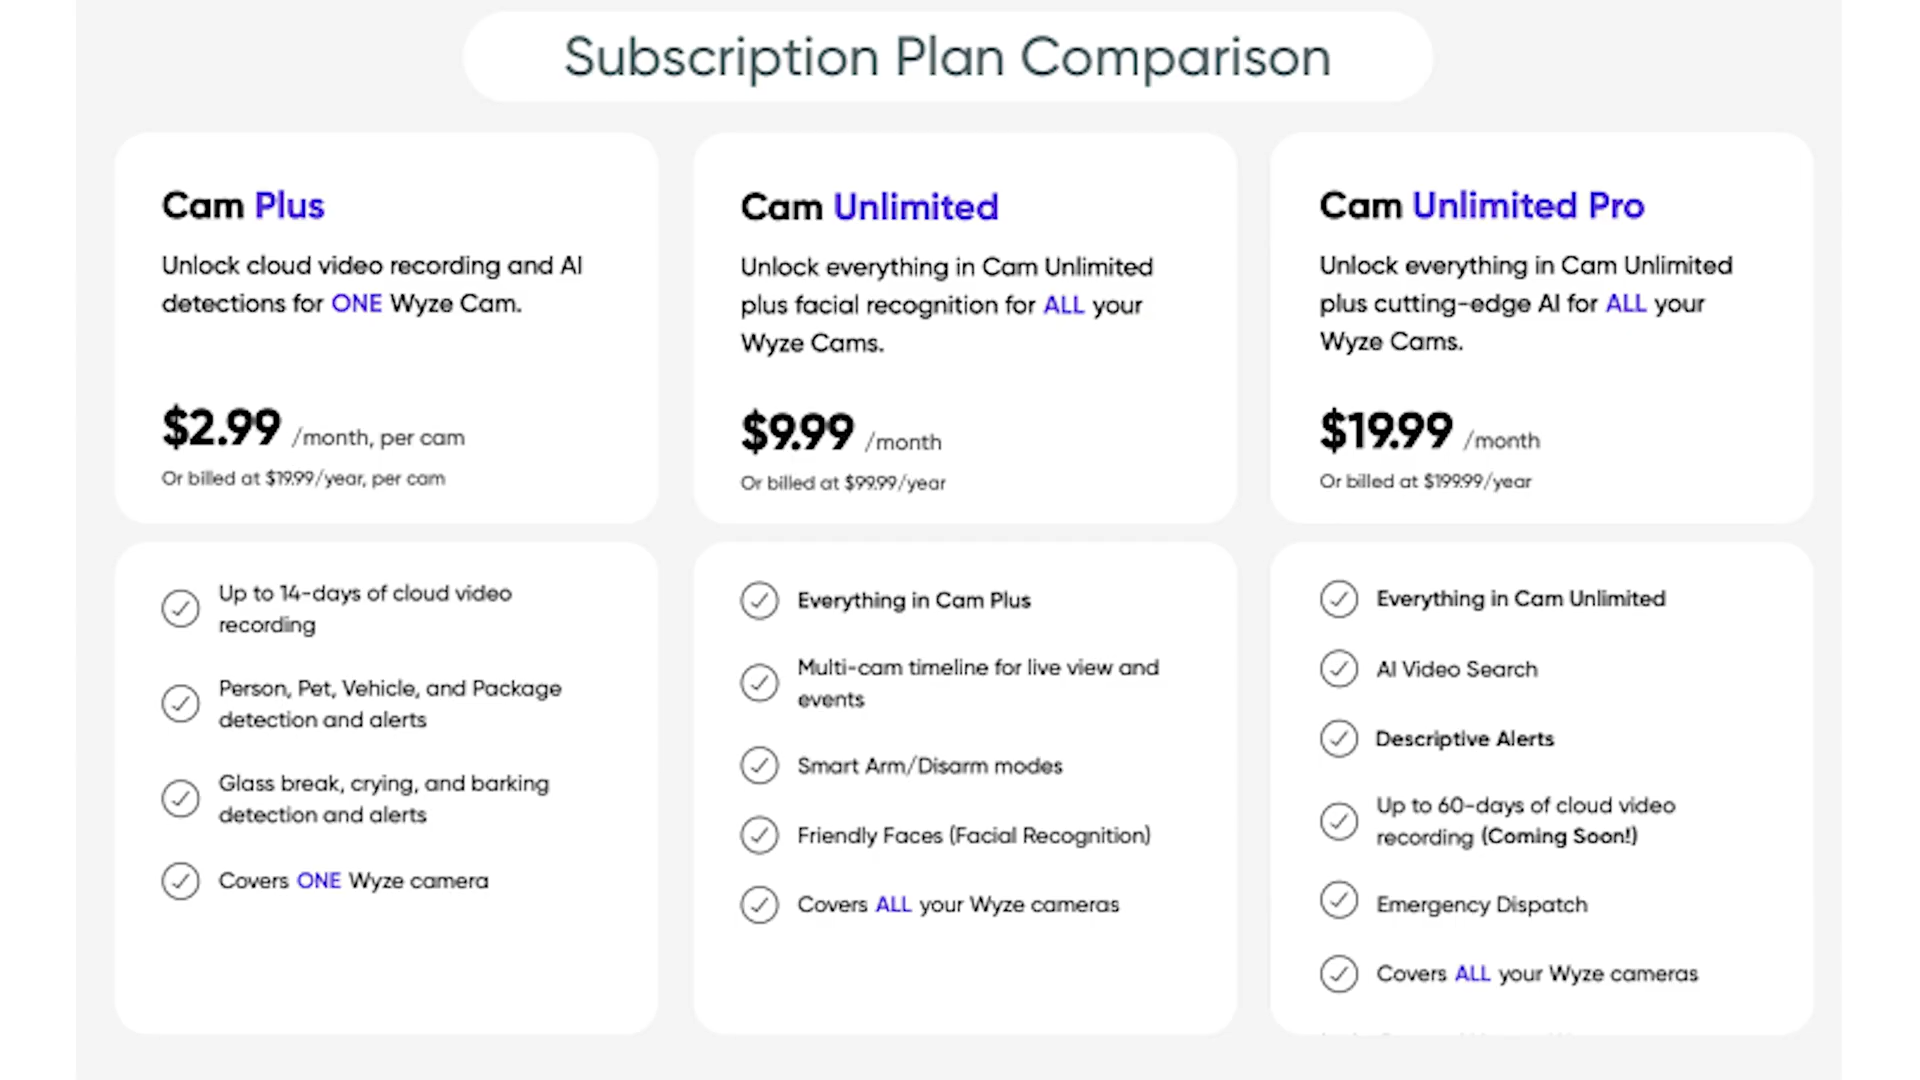 Subscription Plan Comparison
Cam Plus
Unlock cloud video recording and AI
detections for ONE Wyze Cam.
$2.99 /month, per cam
Or billed at $19.99/year, per cam
Up to 14-days of cloud video
recording
Person, Pet, Vehicle, and Package
detection and alerts
Glass break, crying, and barking
detection and alerts
Covers ONE Wyze camera
Cam Unlimited
Unlock everything in Cam Unlimited
plus facial recognition for ALL your
Wyze Cams.
$9.99 /month
Or billed at $99.99/year
Everything in Cam Plus
Multi-cam timeline for live view and
events
Smart Arm/Disarm modes
Friendly Faces (Facial Recognition)
Covers ALL your Wyze cameras
Cam Unlimited Pro
Unlock everything in Cam Unlimited
plus cutting-edge AI for ALL your
Wyze Cams.
$19.99 /month
Or billed at $199.99/year
Everything in Cam Unlimited
AI Video Search
Descriptive Alerts
Up to 60-days of cloud video
recording (Coming Soon!)
Emergency Dispatch
Covers ALL your Wyze cameras